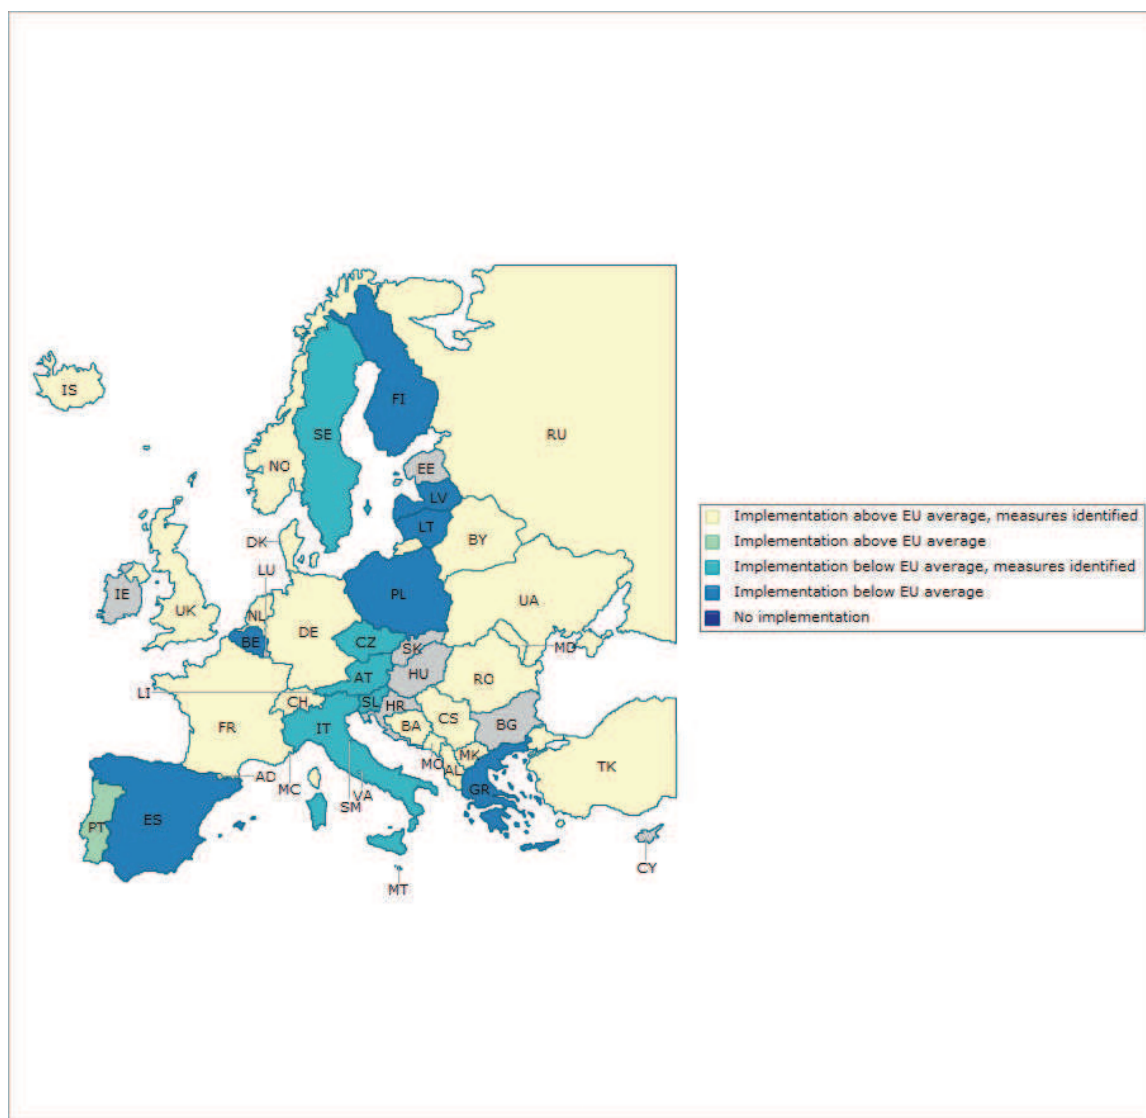 IS
FI
SE
RU
NO
EE
LV
LT
DK
BY
LU
IE
PL
UA
UK
NL
DE
BE
CZ
SK
MD
HU
AT
RO
LI
CH
SL
HR
FR
IT
BA
CS
BG
MK
MO
AL
TK
AD
MC
VA
SM
GR
PT
ES
CY
MT
Implementation above EU average, measures identified
Implementation above EU average
Implementation below EU average, measures identified
Implementation below EU average
No implementation